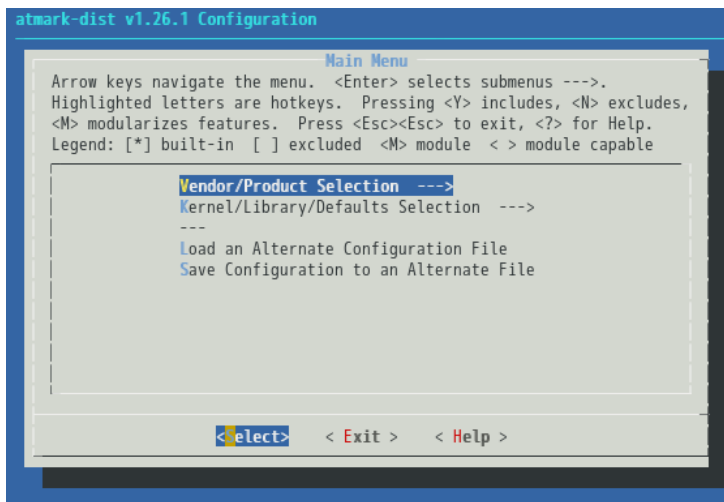 atmark-dist v1.26.1 Configuration
Main Menu
Arrow keys navigate the menu.  <Enter> selects submenus --->.
Highlighted letters are hotkeys.  Pressing <Y> includes, <N> excludes,
<M> modularizes features.  Press <Esc><Esc> to exit, <?> for Help.
Legend: [*] built-in  [ ] excluded  <M> module  < > module capable
Vendor/Product Selection  --->
Kernel/Library/Defaults Selection  --->
---
Load an Alternate Configuration File
Save Configuration to an Alternate File
<Select>    < Exit >    < Help >